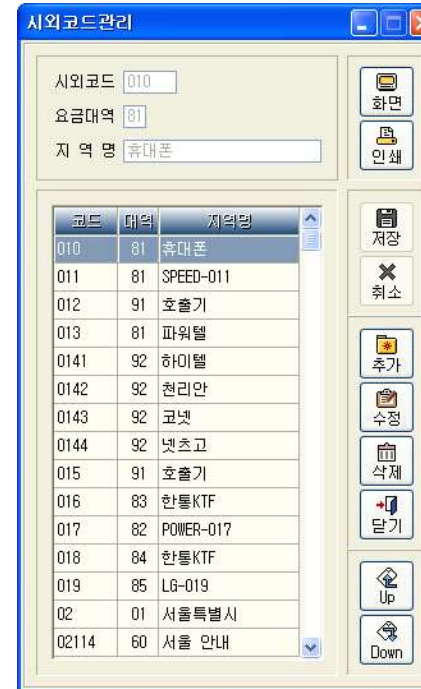 시외코드관리
시외코드 010
요금대역 81
지 역 명 휴대폰
코드 대역 지역명
010 81 휴대폰
011 81 SPEED-011
012 91 호출기
013 81 파워텔
0141 92 하이텔
0142 92 천리안
0143 92 코넷
0144 92 넷츠고
015 91 호출기
016 83 한통KTF
017 82 POWER-017
018 84 한통KTF
019 85 LG-019
02 01 서울특별시
02114 60 서울 안내
화면
인쇄
저장
취소
추가
수정
삭제
닫기
Up
Down